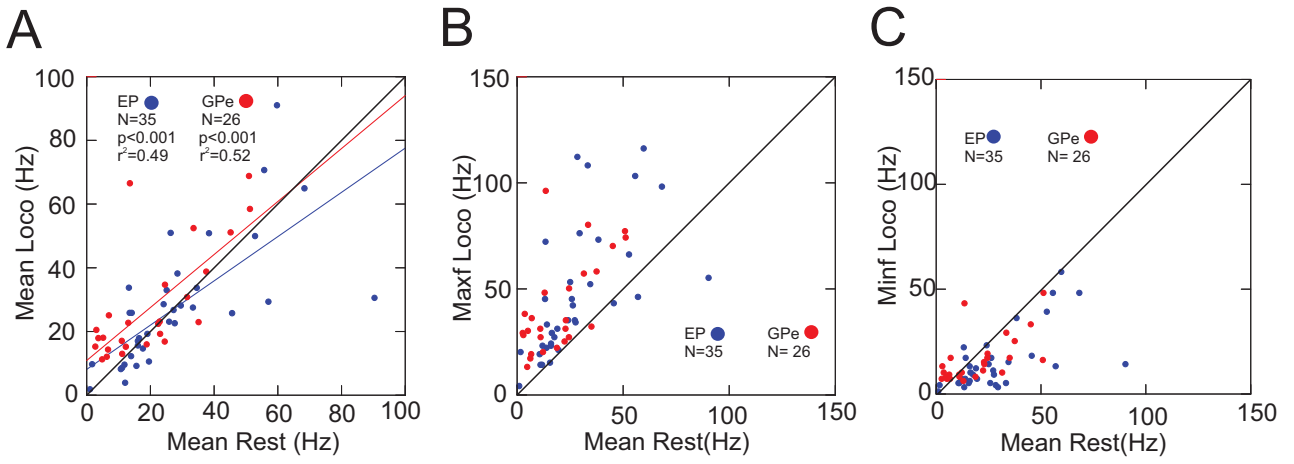 A
B
C
100
80
60
40
20
0
Mean Loco (Hz)
EP GPe
N=35 N=26
p<0.001 p<0.001
r²=0.49 r²=0.52
0 20 40 60 80 100
Mean Rest (Hz)
150
100
50
0
Maxf Loco (Hz)
EP GPe
N=35 N= 26
0 50 100 150
Mean Rest(Hz)
150
100
50
0
Minf Loco (Hz)
EP GPe
N=35 N= 26
0 50 100 150
Mean Rest(Hz)